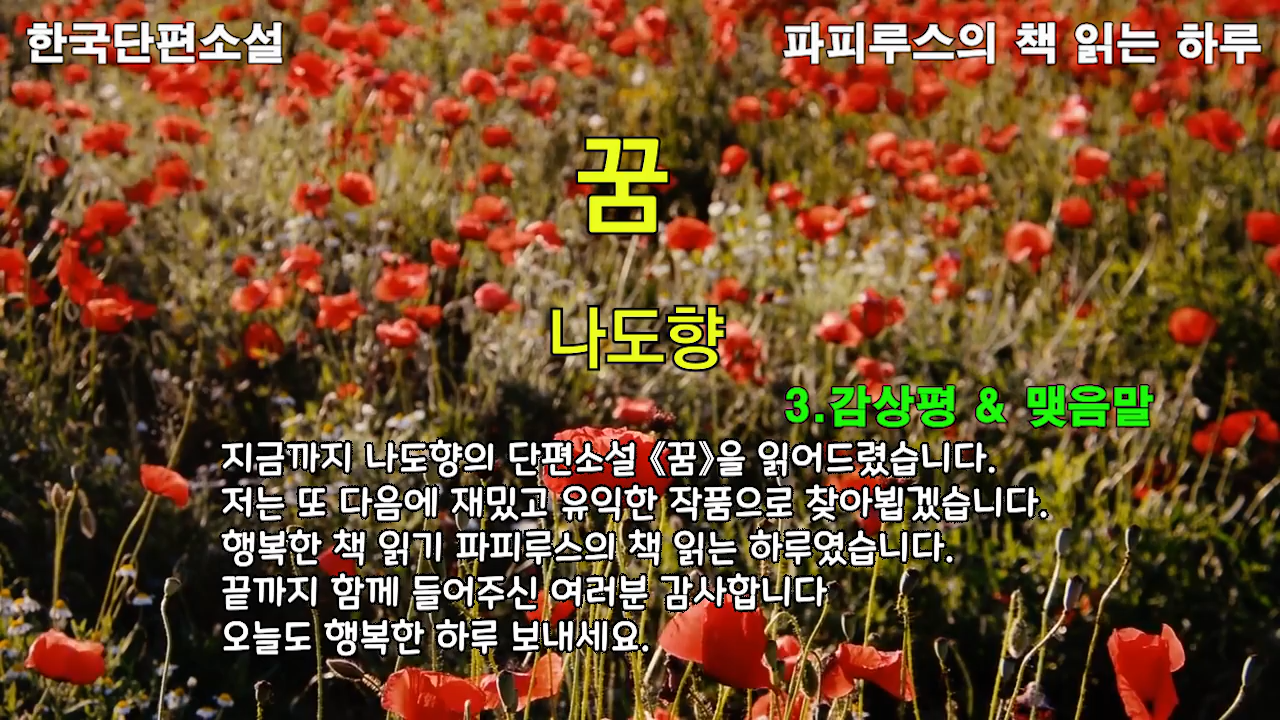 한국단편소설
파피루스의 책 읽는 하루
꿈
나도향
3.감상평 & 맺음말
지금까지 나도향의 단편소설 《꿈》을 읽어드렸습니다.
저는 또 다음에 재밌고 유익한 작품으로 찾아뵙겠습니다.
행복한 책 읽기 파피루스의 책 읽는 하루였습니다.
끝까지 함께 들어주신 여러분 감사합니다
오늘도 행복한 하루 보내세요.